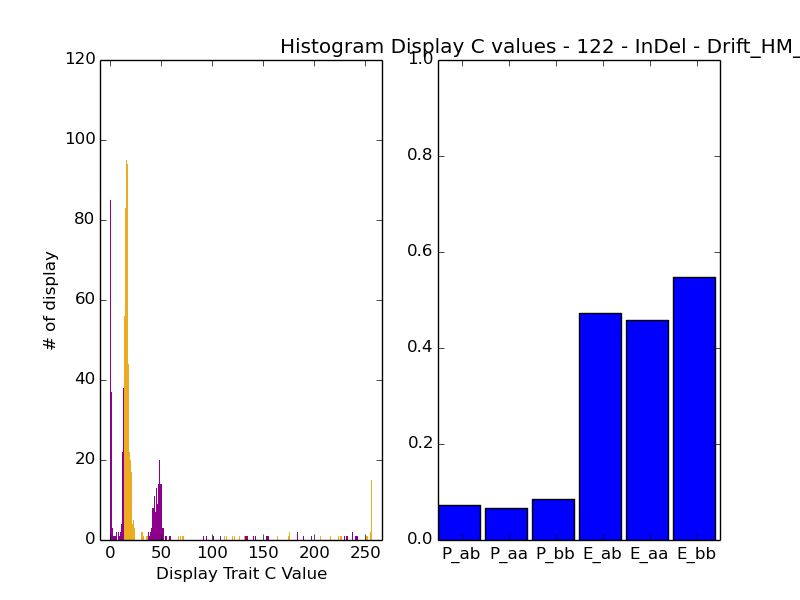 Histogram Display C values - 122 - InDel - Drift_HM_
120
100
80
60
40
20
0
# of display
0 50 100 150 200 250
Display Trait C Value
1.0
0.8
0.6
0.4
0.2
0.0
P_ab P_aa P_bb E_ab E_aa E_bb